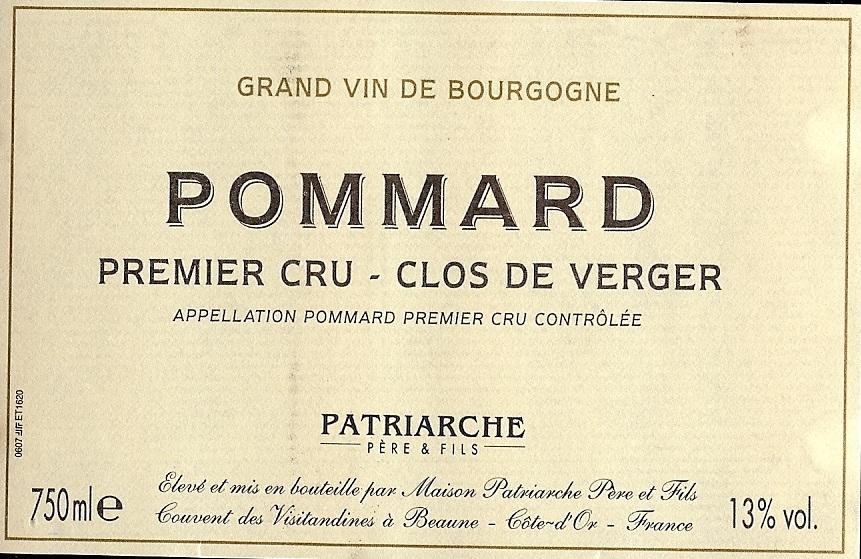 GRAND VIN DE BOURGOGNE
POMMARD
PREMIER CRU - CLOS DE VERGER
APPELLATION POMMARD PREMIER CRU CONTRÔLÉE
PATRIARCHE
PÈRE & FILS
Elevé et mis en bouteille par Maison Patriarche Père et Fils
Couvent des Visitandines à Beaune - Côte-d'Or - France
750ml e
13% vol.
0607 ET1620